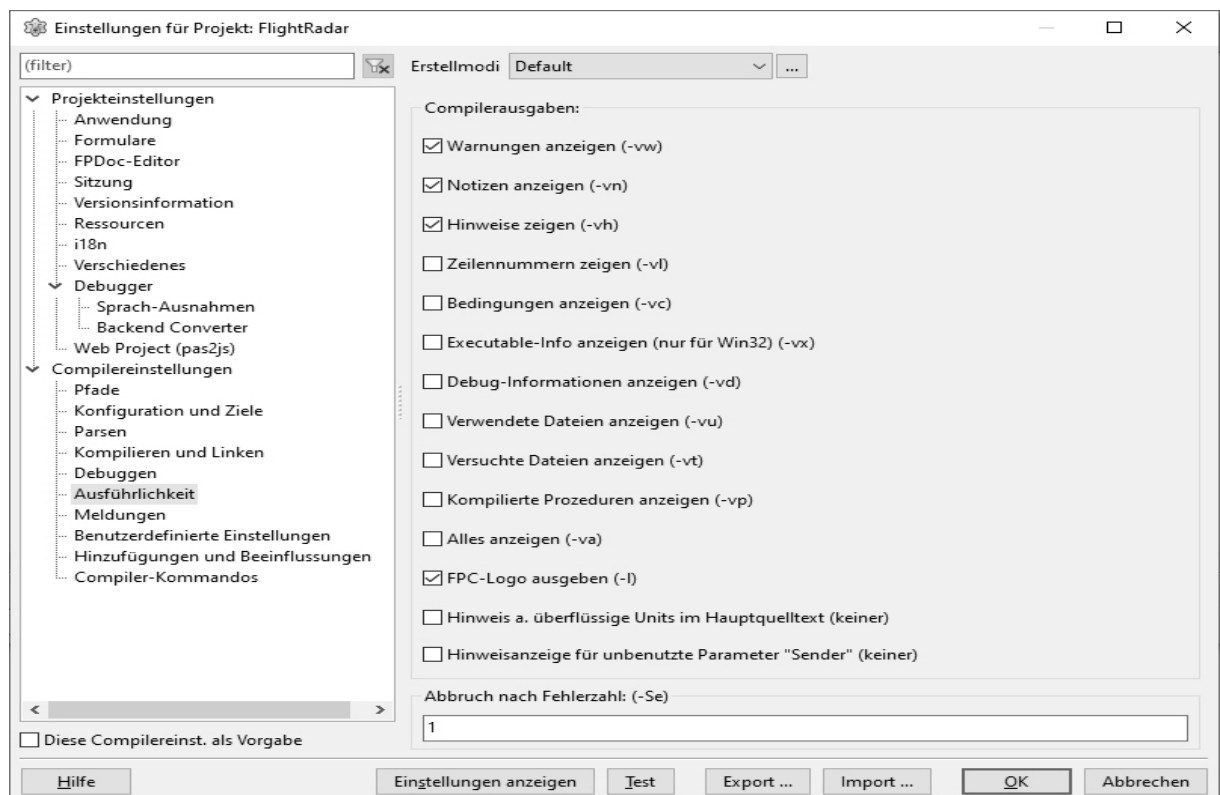 Einstellungen für Projekt: FlightRadar
(filter)
Erstellmodi Default ...
Projekteinstellungen
Anwendung
Formulare
FPDoc-Editor
Sitzung
Versionsinformation
Ressourcen
i18n
Verschiedenes
Debugger
Sprach-Ausnahmen
Backend Converter
Web Project (pas2js)
Compilereinstellungen
Pfade
Konfiguration und Ziele
Parsen
Kompilieren und Linken
Debuggen
Ausführlichkeit
Meldungen
Benutzerdefinierte Einstellungen
Hinzufügungen und Beeinflussungen
Compiler-Kommandos
Diese Compilereinst. als Vorgabe
Compilerausgaben:
Warnungen anzeigen (-vw)
Notizen anzeigen (-vn)
Hinweise zeigen (-vh)
Zeilennummern zeigen (-vl)
Bedingungen anzeigen (-vc)
Executable-Info anzeigen (nur für Win32) (-vx)
Debug-Informationen anzeigen (-vd)
Verwendete Dateien anzeigen (-vu)
Versuchte Dateien anzeigen (-vt)
Kompilierte Prozeduren anzeigen (-vp)
Alles anzeigen (-va)
FPC-Logo ausgeben (-l)
Hinweis a. überflüssige Units im Hauptquelltext (keiner)
Hinweisanzeige für unbenutzte Parameter "Sender" (keiner)
Abbruch nach Fehlerzahl: (-Se)
1
Hilfe Einstellungen anzeigen Test Export ... Import ... OK Abbrechen